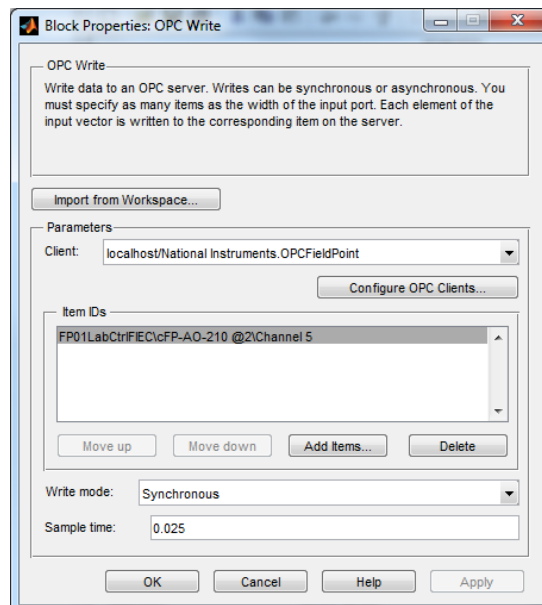 Block Properties: OPC Write
OPC Write
Write data to an OPC server. Writes can be synchronous or asynchronous. You
must specify as many items as the width of the input port. Each element of the
input vector is written to the corresponding item on the server.
Import from Workspace...
Parameters
Client: localhost/National Instruments.OPCFieldPoint
Configure OPC Clients...
Item IDs
FP01LabCtrlFIEC\cFP-AO-210 @2\Channel 5
Move up Move down Add Items... Delete
Write mode: Synchronous
Sample time: 0.025
OK Cancel Help Apply